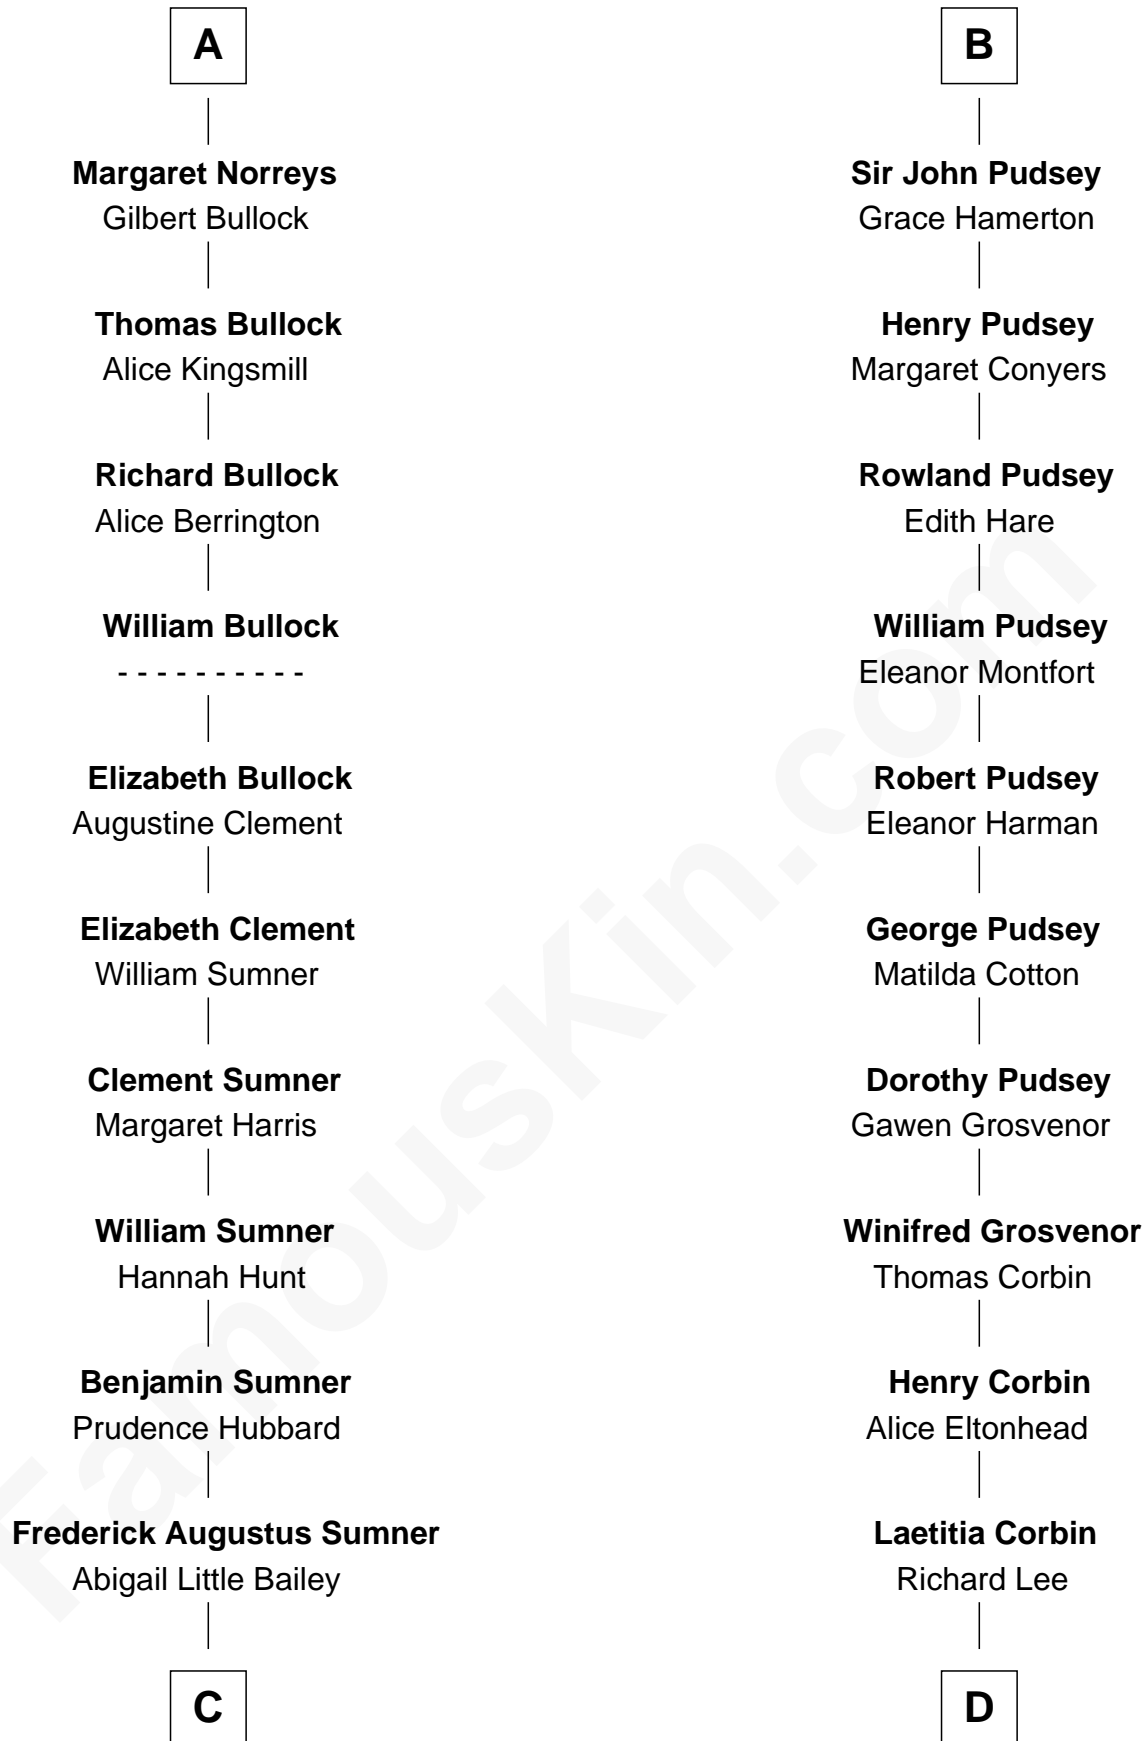 A
Margaret Norreys
Gilbert Bullock
Thomas Bullock
Alice Kingsmill
Richard Bullock
Alice Berrington
William Bullock
- - - - - - - - - -
Elizabeth Bullock
Augustine Clement
Elizabeth Clement
William Sumner
Clement Sumner
Margaret Harris
William Sumner
Hannah Hunt
Benjamin Sumner
Prudence Hubbard
Frederick Augustus Sumner
Abigail Little Bailey
C
B
Sir John Pudsey
Grace Hamerton
Henry Pudsey
Margaret Conyers
Rowland Pudsey
Edith Hare
William Pudsey
Eleanor Montfort
Robert Pudsey
Eleanor Harman
George Pudsey
Matilda Cotton
Dorothy Pudsey
Gawen Grosvenor
Winifred Grosvenor
Thomas Corbin
Henry Corbin
Alice Eltonhead
Laetitia Corbin
Richard Lee
D
FamousKin.com